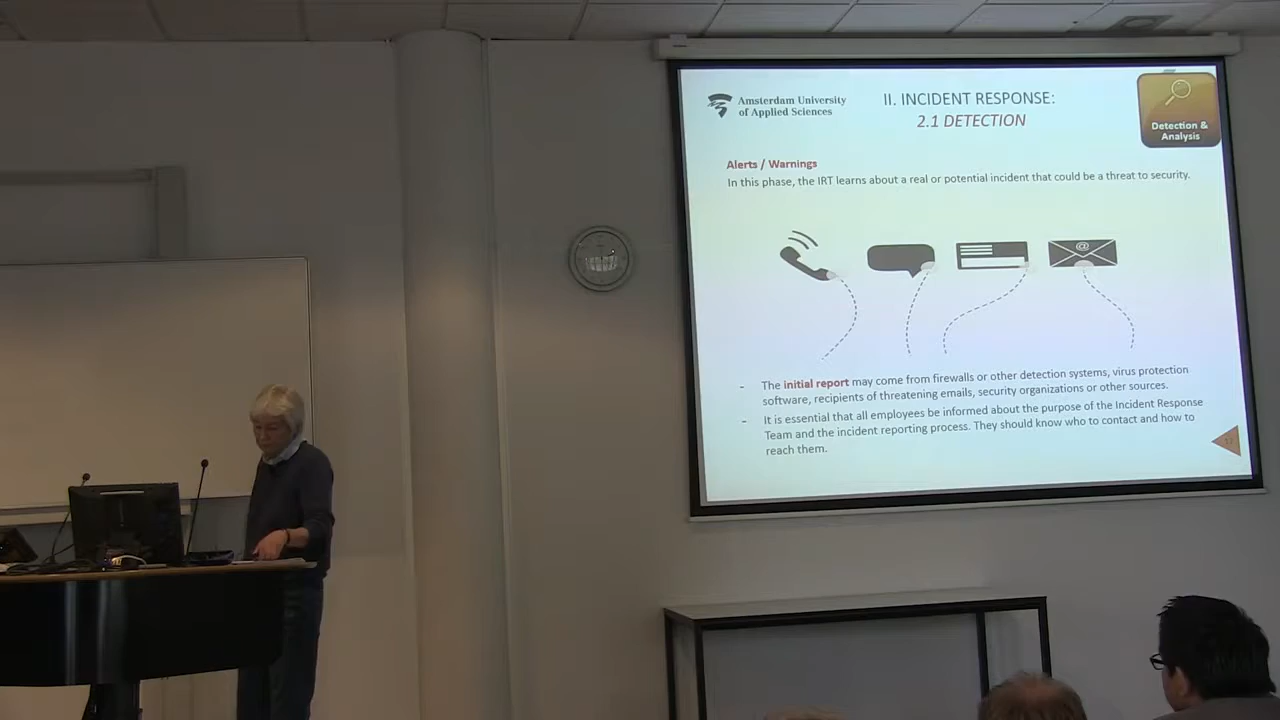 Amsterdam University
of Applied Sciences
II. INCIDENT RESPONSE:
2.1 DETECTION
Detection &
Analysis
Alerts / Warnings
In this phase, the IRT learns about a real or potential incident that could be a threat to security.
@
- The initial report may come from firewalls or other detection systems, virus protection
software, recipients of threatening emails, security organizations or other sources.
- It is essential that all employees be informed about the purpose of the Incident Response
Team and the incident reporting process. They should know who to contact and how to
reach them.